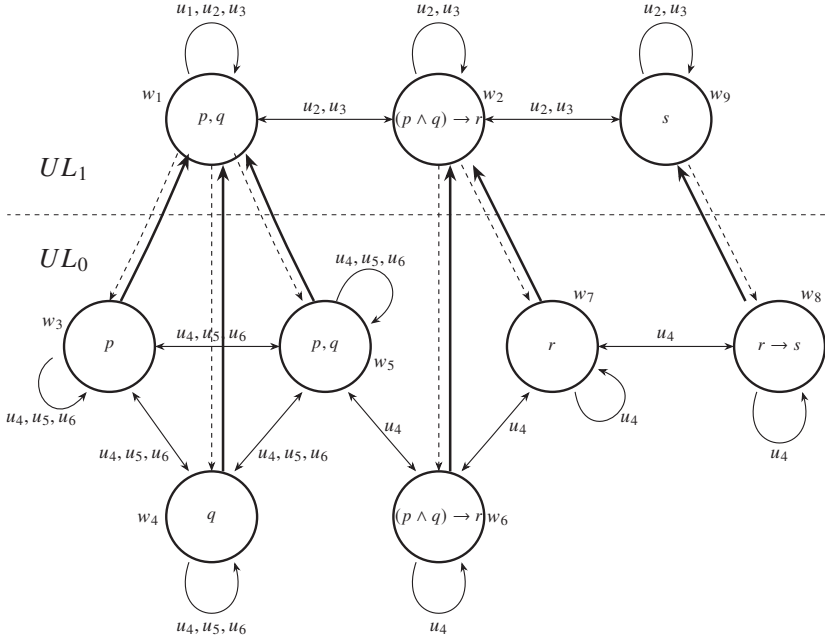 u₁, u₂, u₃
u₂, u₃
u₂, u₃
w₁
w₂
w₉
p, q
u₂, u₃
(p ∧ q) → r
u₂, u₃
s
UL₁
UL₀
u₄, u₅, u₆
w₃
w₇
w₈
p
u₄, u₅, u₆
p, q
w₅
r
u₄
r → s
u₄, u₅, u₆
u₄
u₄
u₄
u₄
u₄, u₅, u₆
u₄, u₅, u₆
w₄
q
(p ∧ q) → r
w₆
u₄, u₅, u₆
u₄